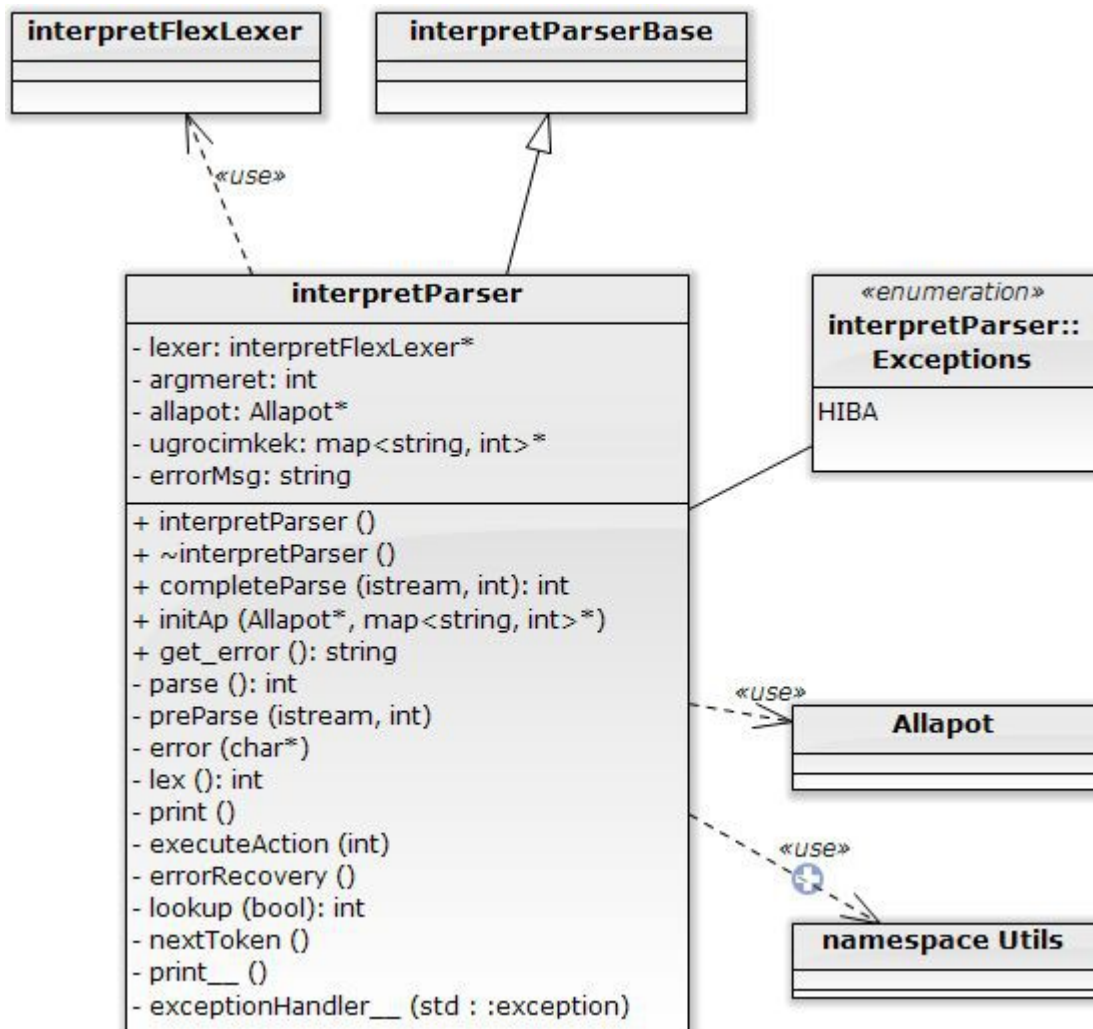 interpretFlexLexer
interpretParserBase
«use»
interpretParser
- lexer: interpretFlexLexer*
- argmeret: int
- allapot: Allapot*
- ugrocimkek: map<string, int>*
- errorMsg: string
+ interpretParser ()
+ ~interpretParser ()
+ completeParse (istream, int): int
+ initAp (Allapot*, map<string, int>*)
+ get_error (): string
- parse (): int
- preParse (istream, int)
- error (char*)
- lex (): int
- print ()
- executeAction (int)
- errorRecovery ()
- lookup (bool): int
- nextToken ()
- print__ ()
- exceptionHandler__ (std : :exception)
«enumeration»
interpretParser::
Exceptions
HIBA
«use»
Allapot
«use»
namespace Utils